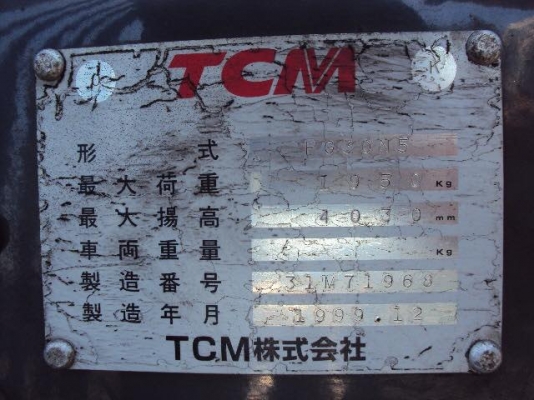 TCM
形式
最大荷重 Kg
最大揚高 4030 mm
車両重量 Kg
製造番号 31M71960
製造年月 1999.12
TCM株式会社